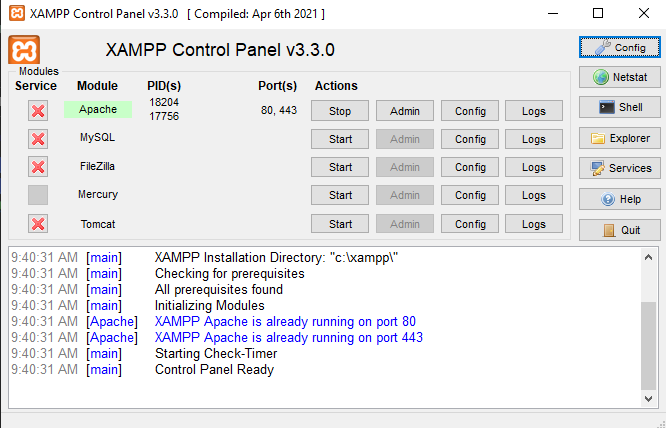 XAMPP Control Panel v3.3.0 [ Compiled: Apr 6th 2021 ]
XAMPP Control Panel v3.3.0
Config
Modules
Service Module PID(s) Port(s) Actions
Netstat
Apache 18204 17756 80, 443 Stop Admin Config Logs
Shell
MySQL Start Admin Config Logs
Explorer
FileZilla Start Admin Config Logs
Services
Mercury Start Admin Config Logs
Help
Tomcat Start Admin Config Logs
Quit
9:40:31 AM [main] XAMPP Installation Directory: "c:\xampp\"
9:40:31 AM [main] Checking for prerequisites
9:40:31 AM [main] All prerequisites found
9:40:31 AM [main] Initializing Modules
9:40:31 AM [Apache] XAMPP Apache is already running on port 80
9:40:31 AM [Apache] XAMPP Apache is already running on port 443
9:40:31 AM [main] Starting Check-Timer
9:40:31 AM [main] Control Panel Ready